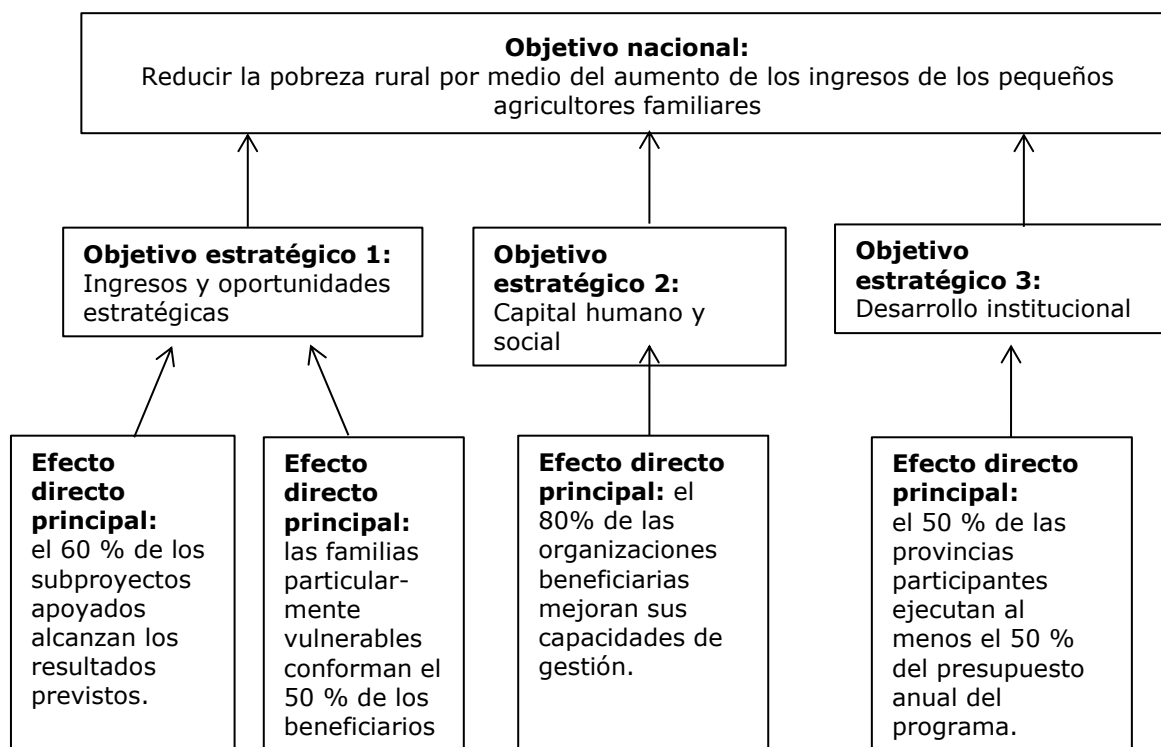 Objetivo nacional:
Reducir la pobreza rural por medio del aumento de los ingresos de los pequeños
agricultores familiares
Objetivo estratégico 1:
Ingresos y oportunidades
estratégicas
Objetivo
estratégico 2:
Capital humano y
social
Objetivo
estratégico 3:
Desarrollo institucional
Efecto
directo
principal:
el 60 % de los
subproyectos
apoyados
alcanzan los
resultados
previstos.
Efecto
directo
principal:
las familias
particular-
mente
vulnerables
conforman el
50 % de los
beneficiarios
Efecto directo
principal: el
80% de las
organizaciones
beneficiarias
mejoran sus
capacidades de
gestión.
Efecto directo
principal:
el 50 % de las
provincias
participantes
ejecutan al
menos el 50 %
del presupuesto
anual del
programa.